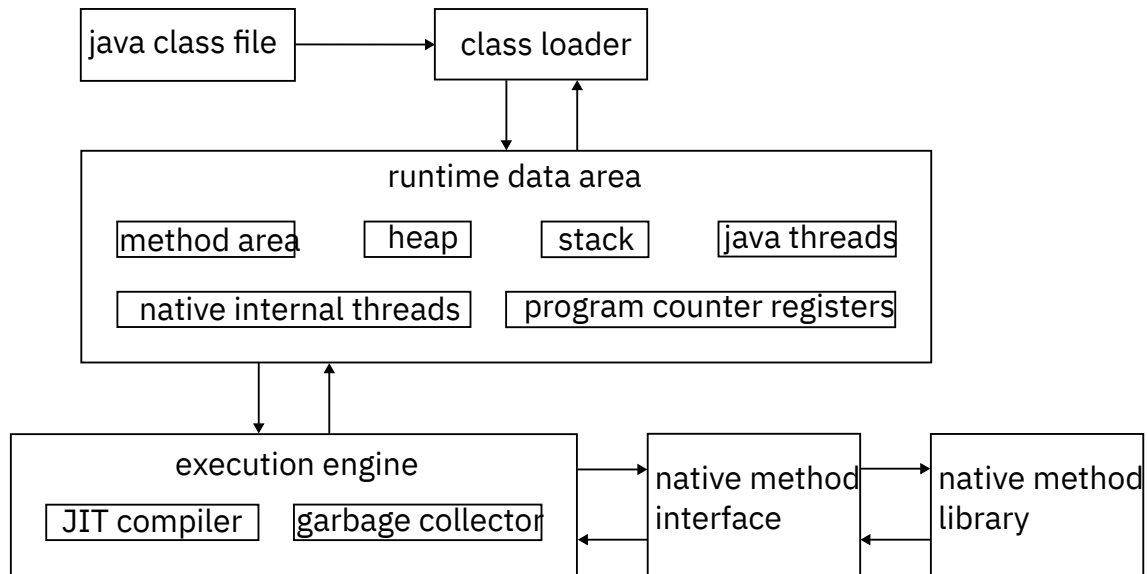 java class file
class loader
runtime data area
method area
heap
stack
java threads
native internal threads
program counter registers
execution engine
JIT compiler
garbage collector
native method
interface
native method
library